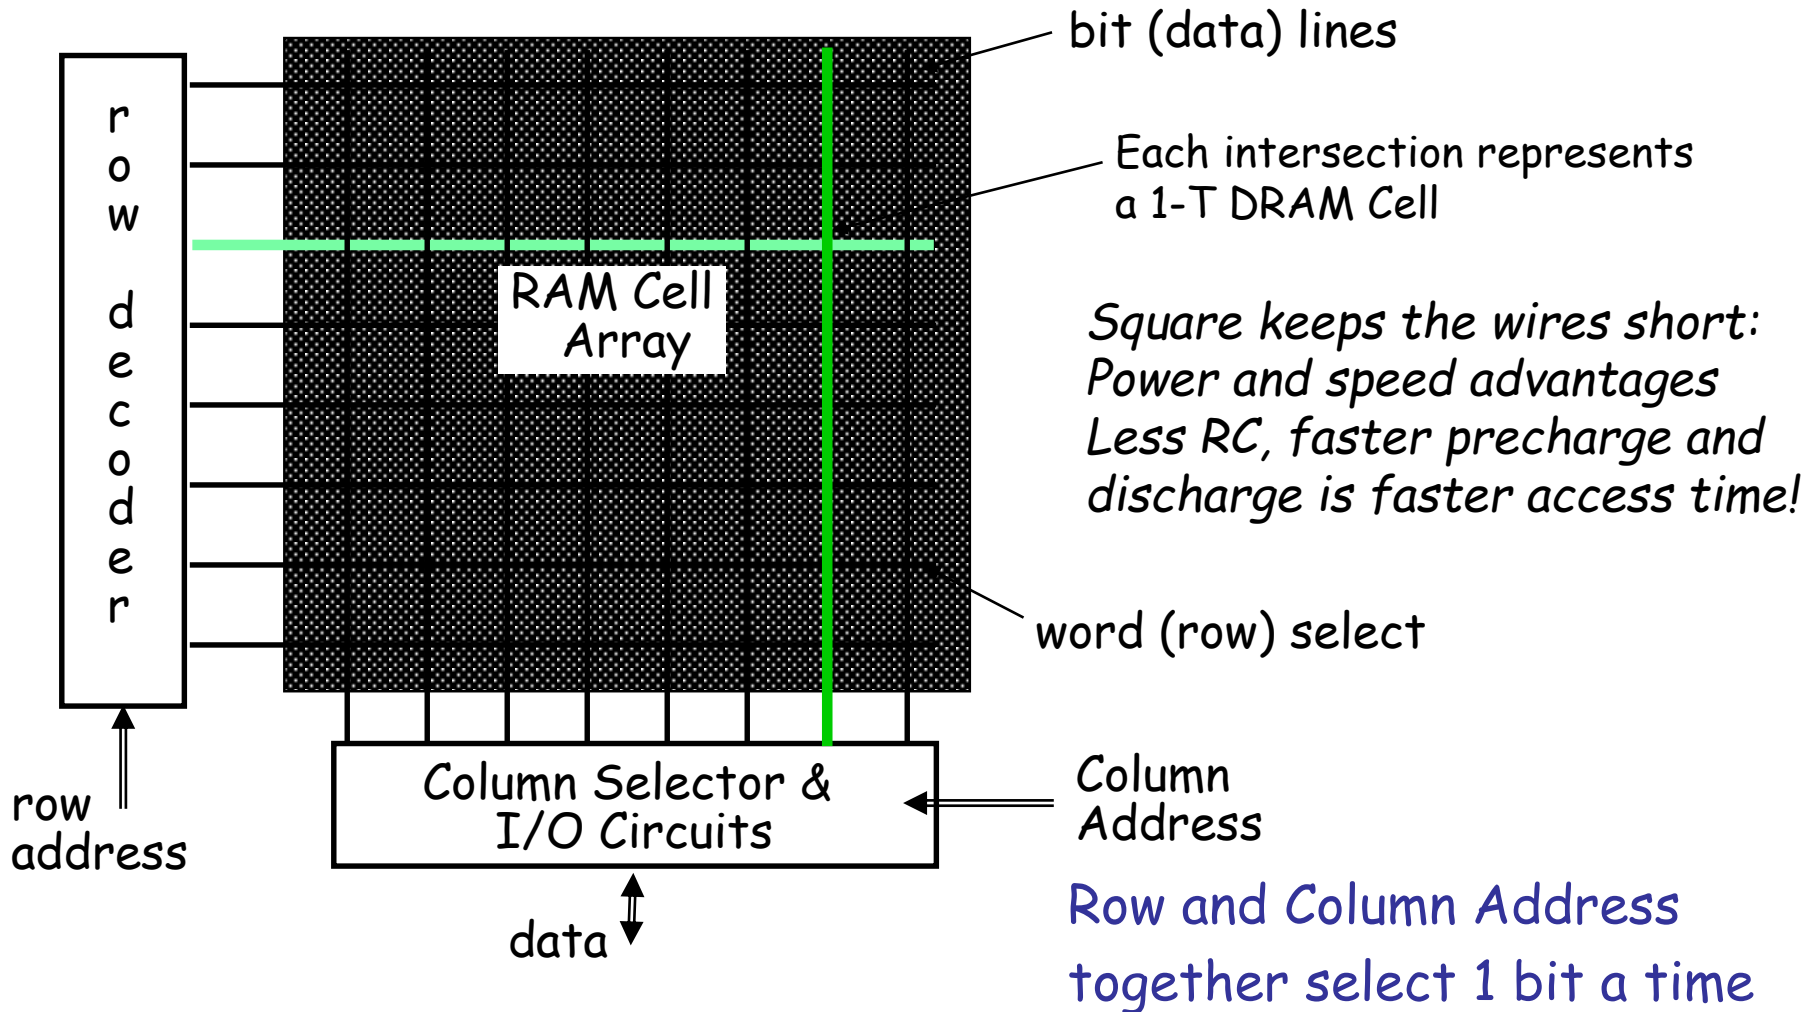 bit (data) lines
row decoder
Each intersection represents
a 1-T DRAM Cell
RAM Cell
Array
Square keeps the wires short:
Power and speed advantages
Less RC, faster precharge and
discharge is faster access time!
word (row) select
Column Selector &
I/O Circuits
Column
Address
row
address
data
Row and Column Address
together select 1 bit a time